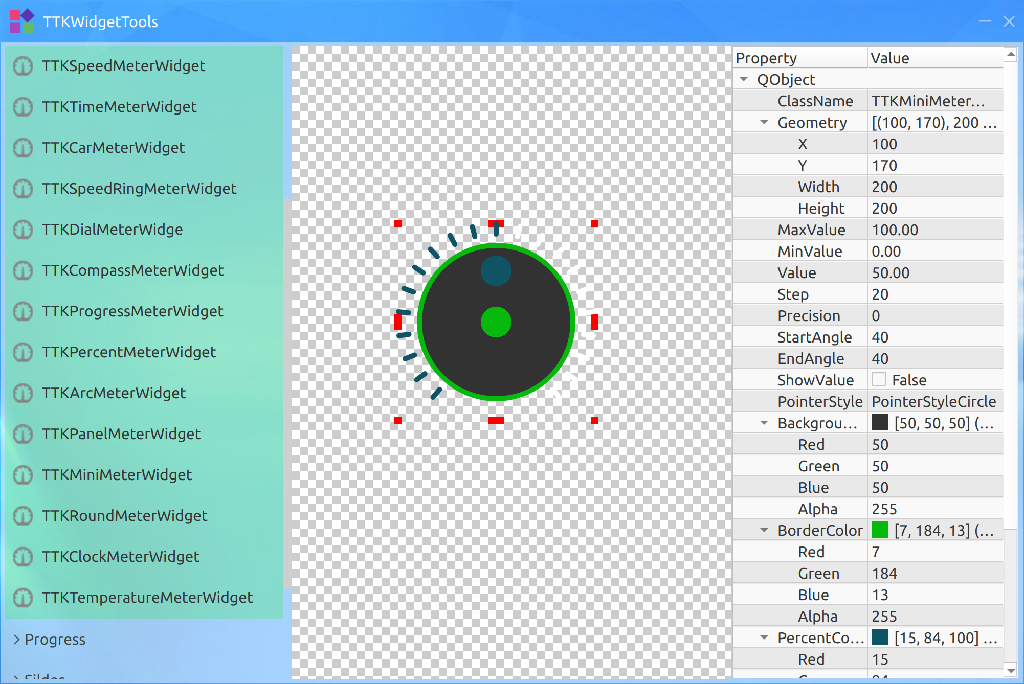 TTKWidgetTools
TTKSpeedMeterWidget
TTKTimeMeterWidget
TTKCarMeterWidget
TTKSpeedRingMeterWidget
TTKDialMeterWidge
TTKCompassMeterWidget
TTKProgressMeterWidget
TTKPercentMeterWidget
TTKArcMeterWidget
TTKPanelMeterWidget
TTKMiniMeterWidget
TTKRoundMeterWidget
TTKClockMeterWidget
TTKTemperatureMeterWidget
Progress
Property Value
QObject
ClassName TTKMiniMeter...
Geometry [(100, 170), 200 ...
X 100
Y 170
Width 200
Height 200
MaxValue 100.00
MinValue 0.00
Value 50.00
Step 20
Precision 0
StartAngle 40
EndAngle 40
ShowValue False
PointerStyle PointerStyleCircle
Backgrou... [50, 50, 50] (...
Red 50
Green 50
Blue 50
Alpha 255
BorderColor [7, 184, 13] (...
Red 7
Green 184
Blue 13
Alpha 255
PercentCo... [15, 84, 100] ...
Red 15